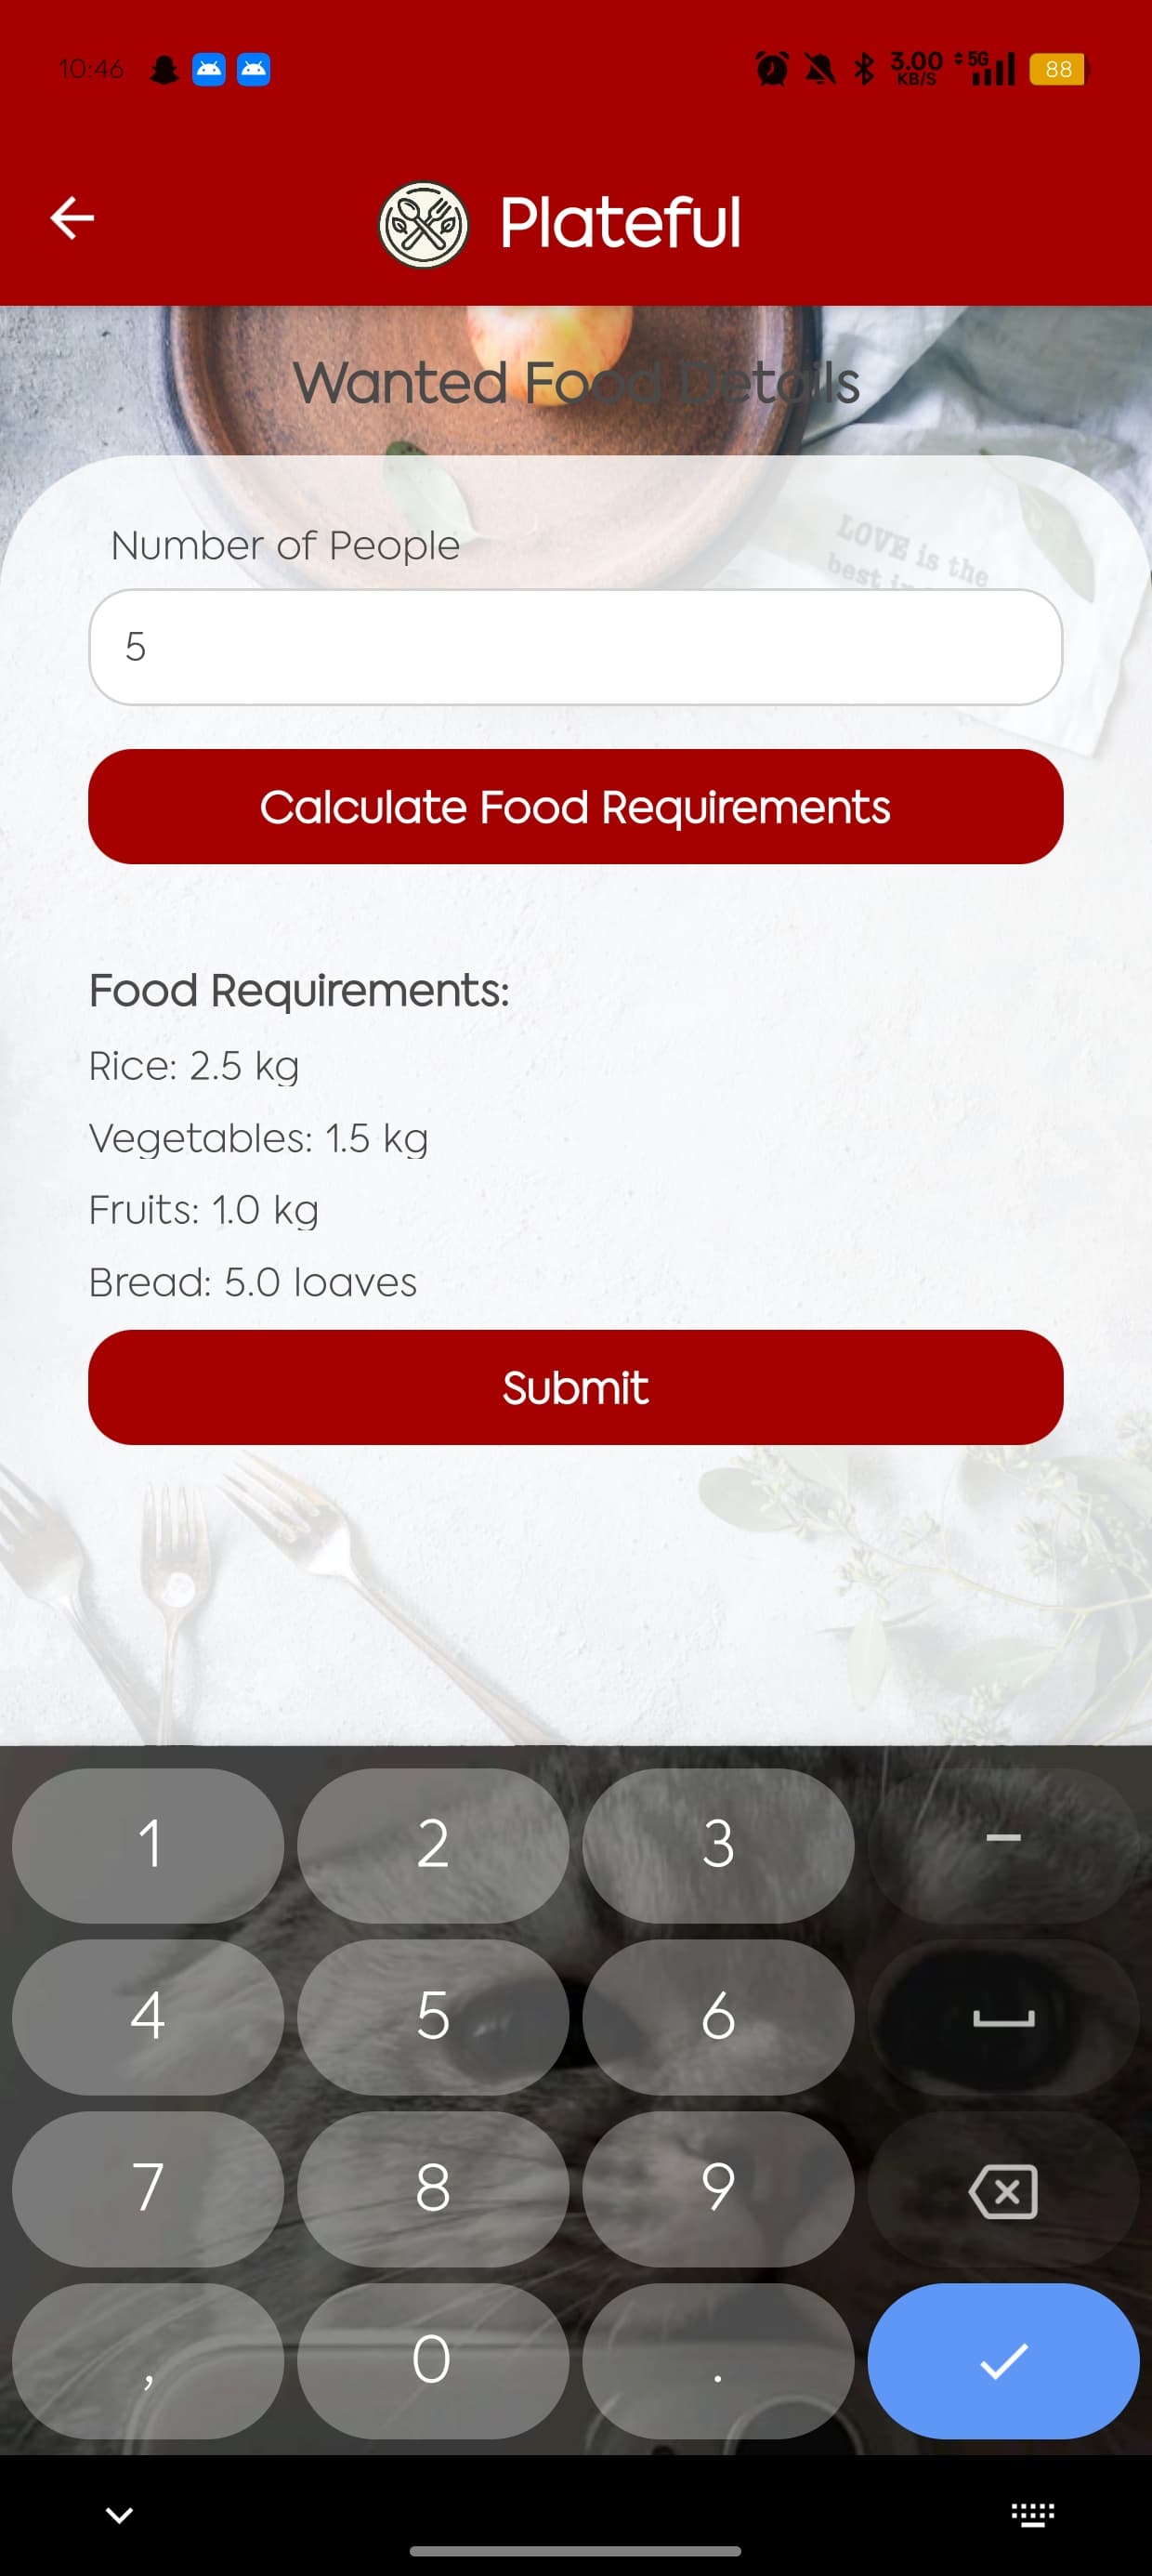 10:46 3.00 KB/S 5G 88
Plateful
Wanted Food Details
LOVE is the
best
Number of People
5
Calculate Food Requirements
Food Requirements:
Rice: 2.5 kg
Vegetables: 1.5 kg
Fruits: 1.0 kg
Bread: 5.0 loaves
Submit
1 2 3 -
4 5 6
7 8 9
, 0 .